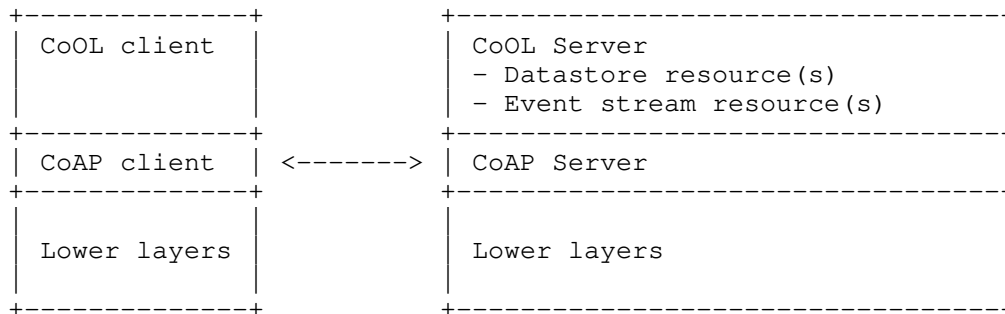 +--------------+           +----------------------------------
| CoOL client  |           | CoOL Server
|              |           | - Datastore resource(s)
|              |           | - Event stream resource(s)
+--------------+           +----------------------------------
| CoAP client  | <-------> | CoAP Server
+--------------+           +----------------------------------
|              |           |
| Lower layers |           | Lower layers
|              |           |
+--------------+           +----------------------------------